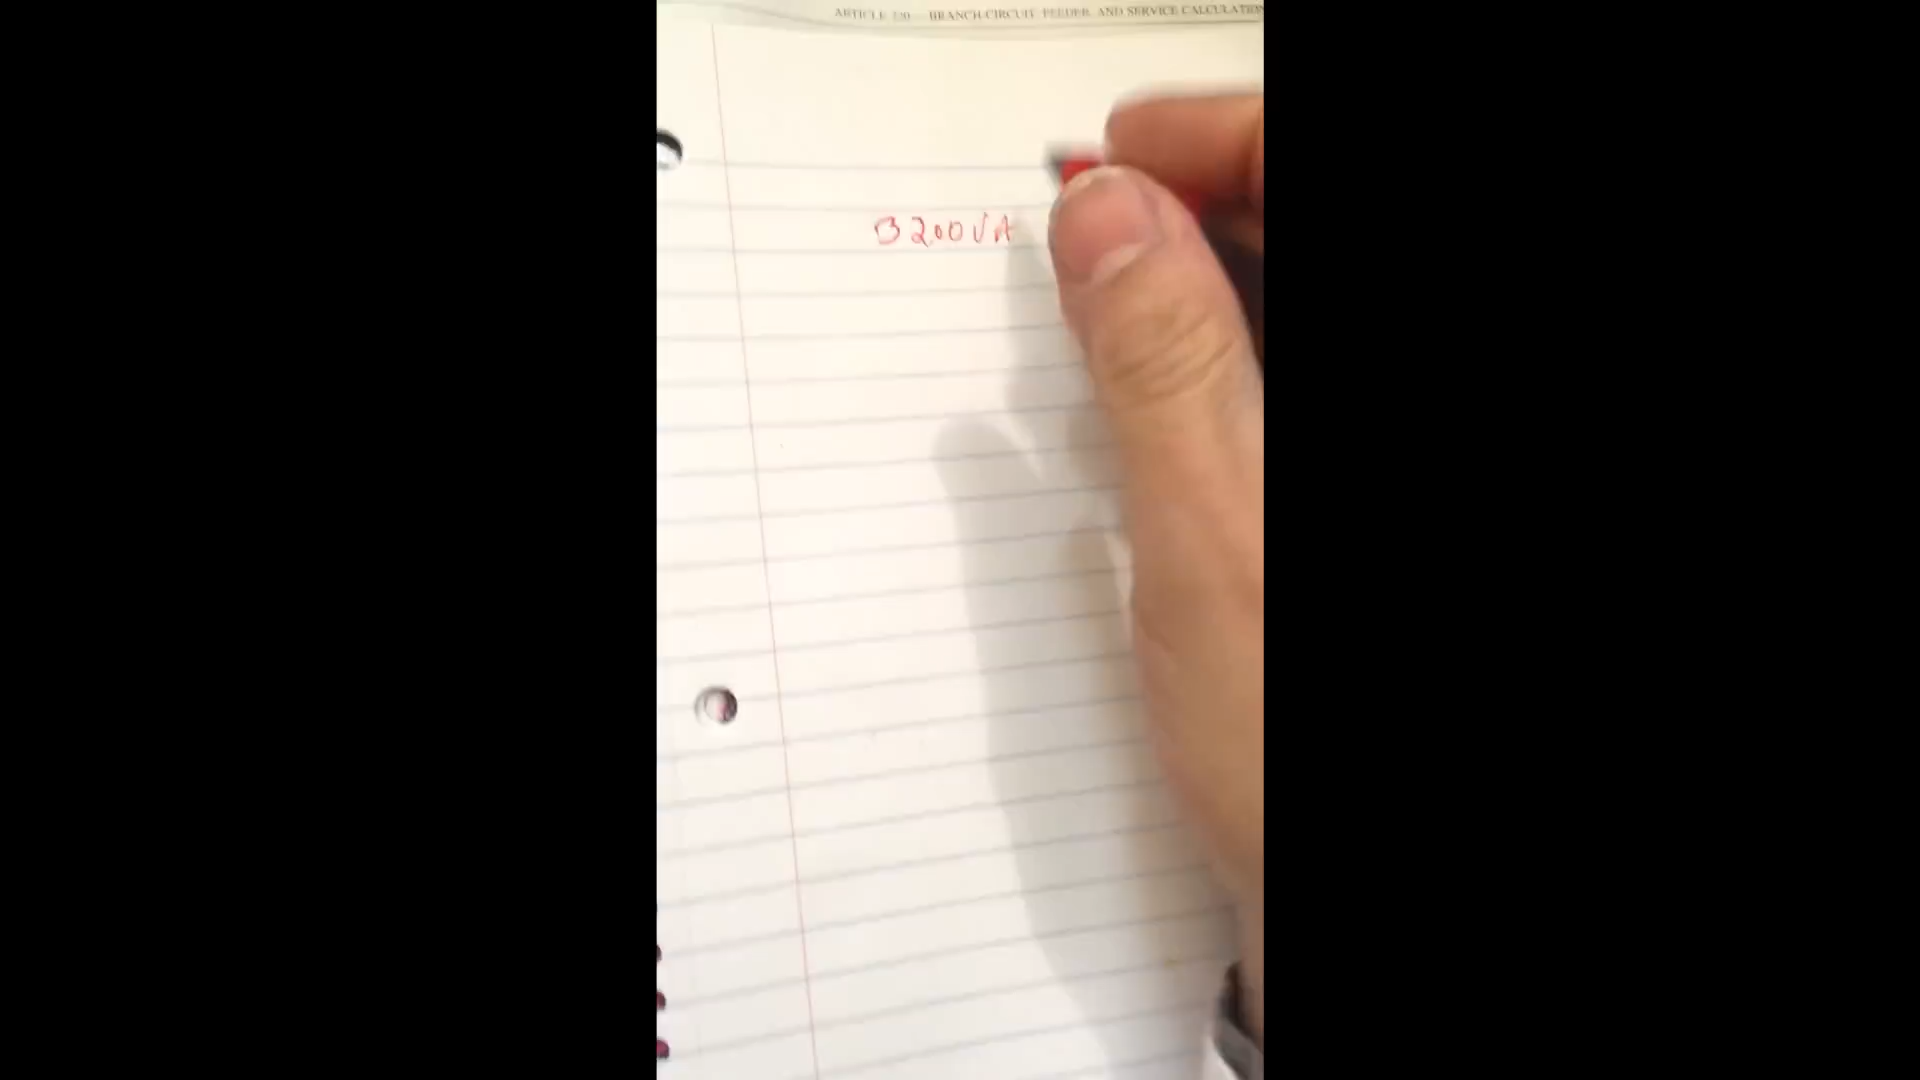 ARTICLE 220 — BRANCH-CIRCUIT, FEEDER, AND SERVICE CALCULATION
3200VA